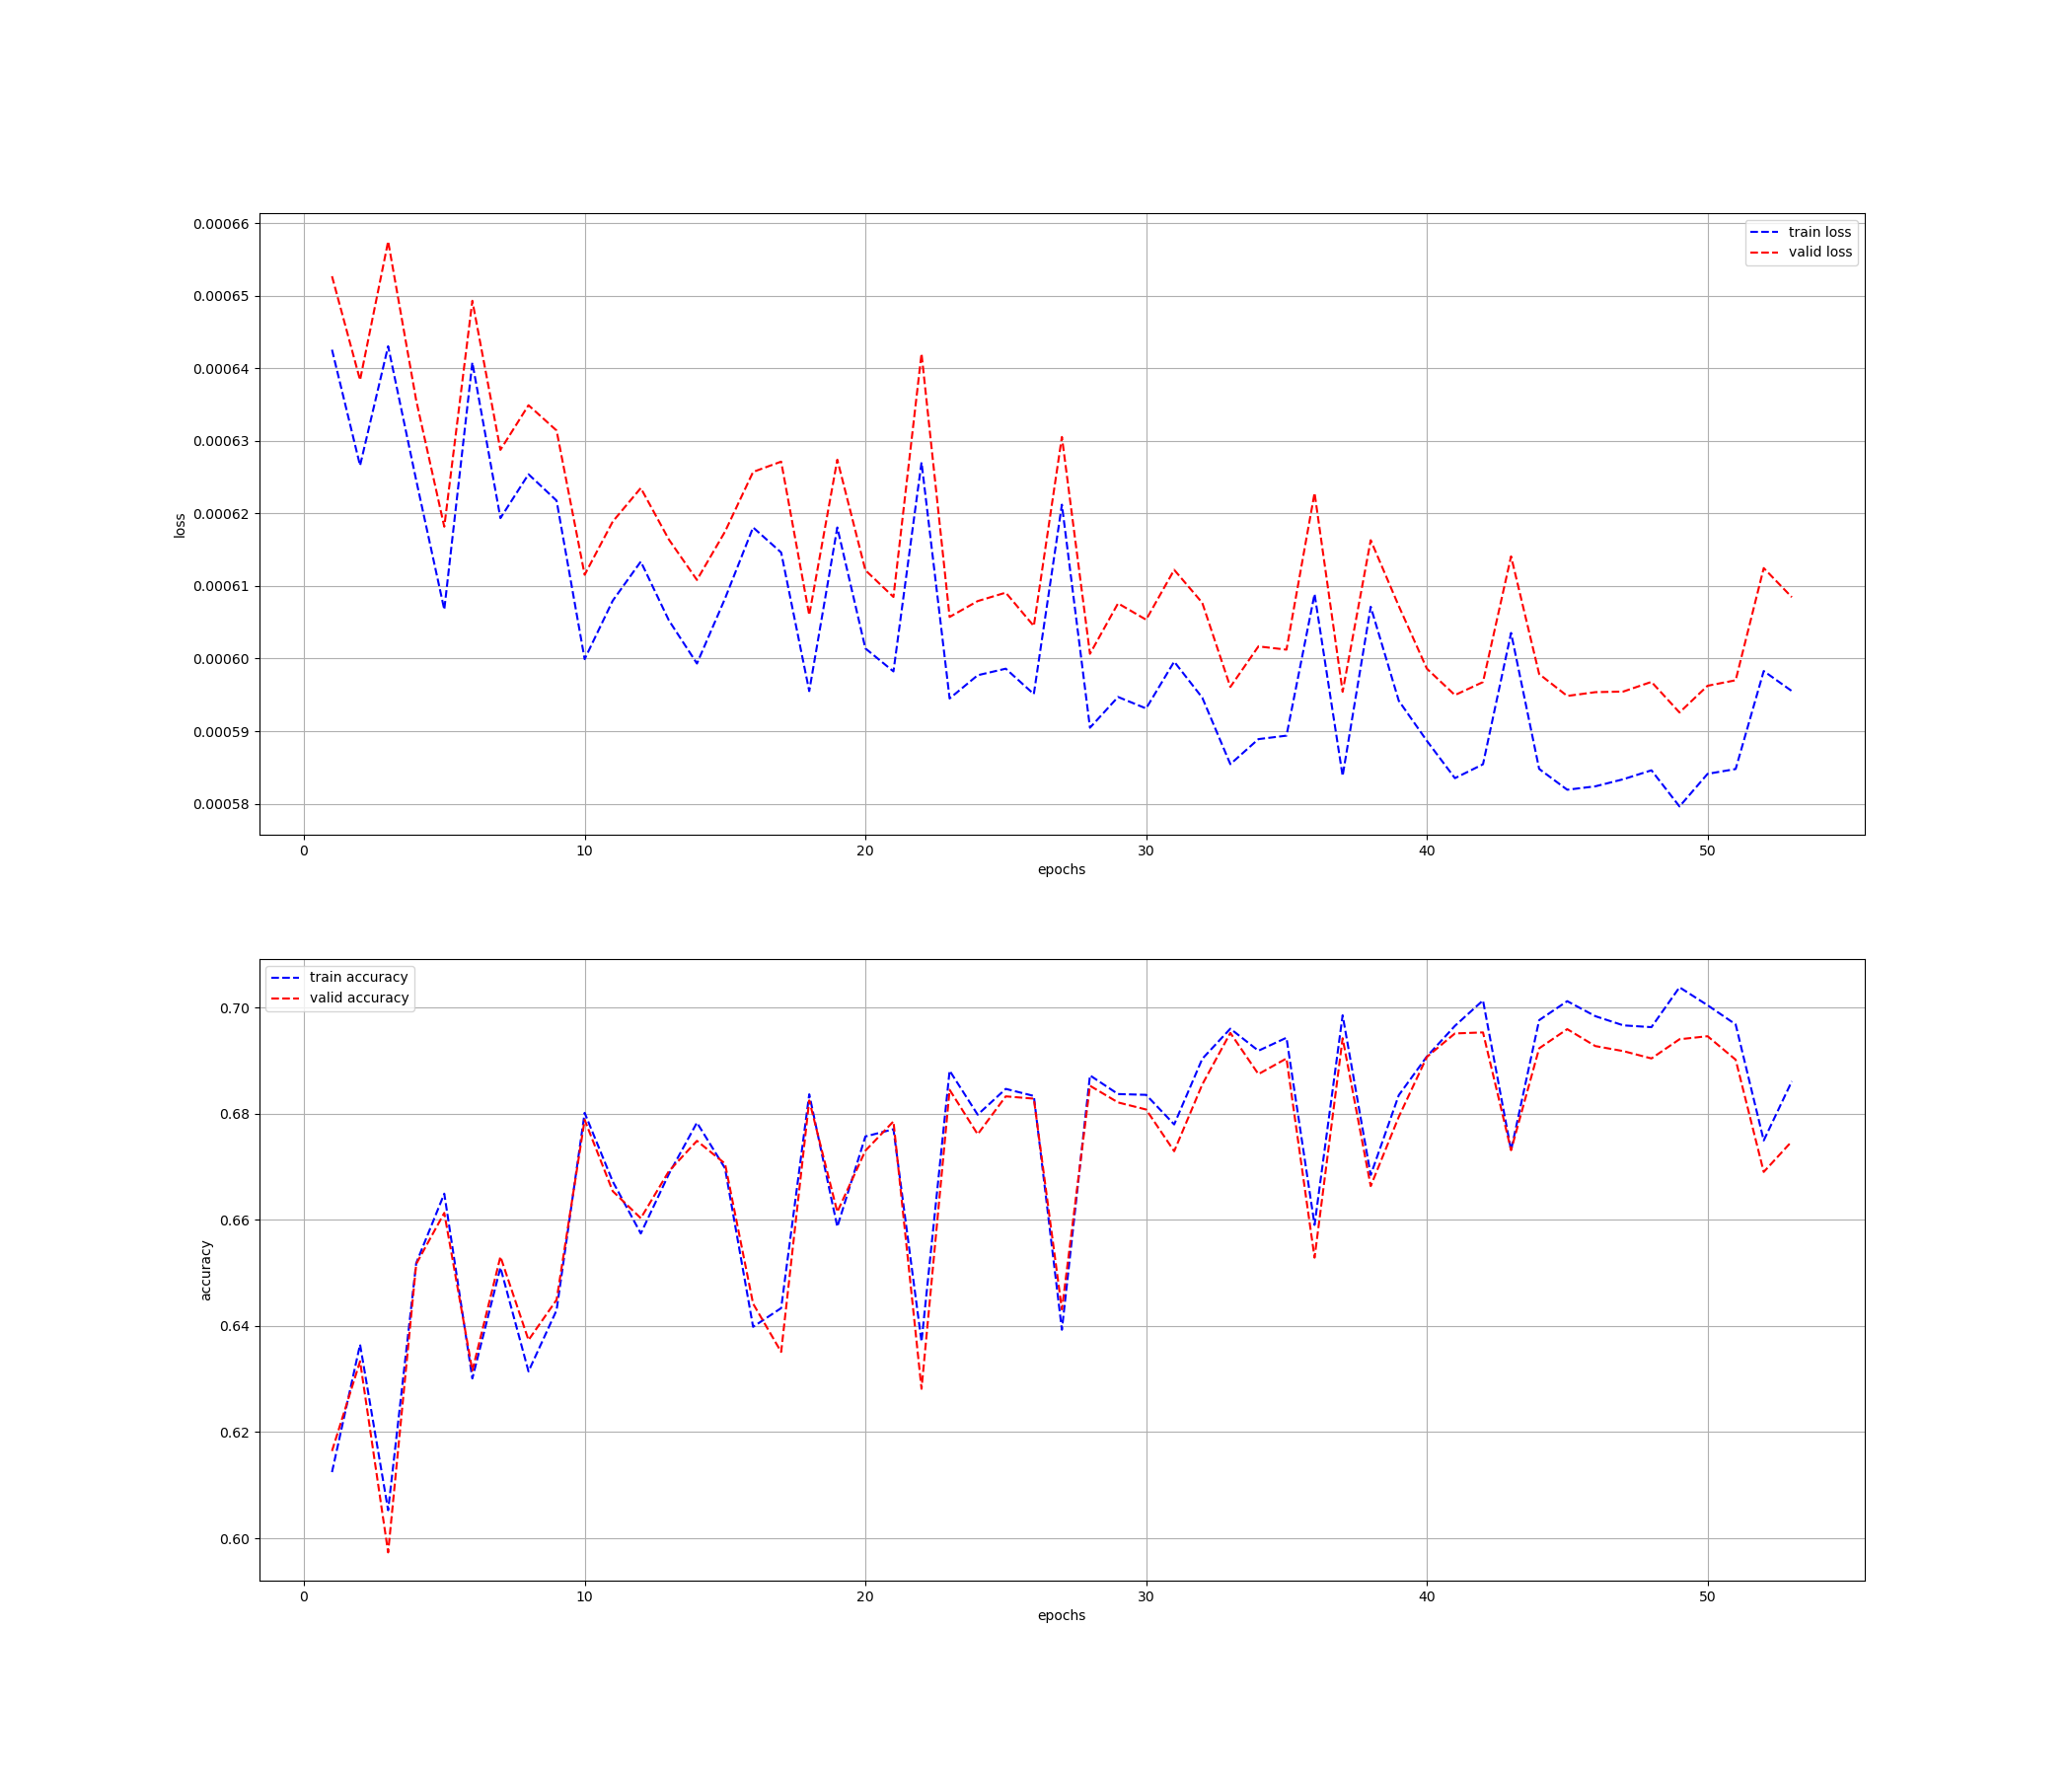 0.00066
0.00065
0.00064
0.00063
0.00062
0.00061
0.00060
0.00059
0.00058
loss
train loss
valid loss
0 10 20 30 40 50
epochs
train accuracy
valid accuracy
0.70
0.68
0.66
0.64
0.62
0.60
accuracy
0 10 20 30 40 50
epochs